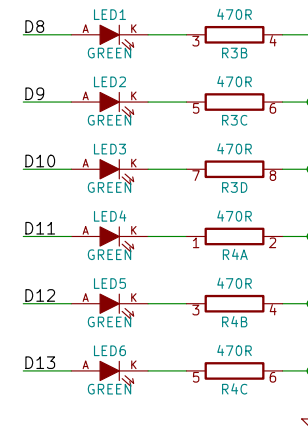 LED1 470R
D8 A K 3 4
GREEN R3B
LED2 470R
D9 A K 5 6
GREEN R3C
LED3 470R
D10 A K 7 8
GREEN R3D
LED4 470R
D11 A K 1 2
GREEN R4A
LED5 470R
D12 A K 3 4
GREEN R4B
LED6 470R
D13 A K 5 6
GREEN R4C